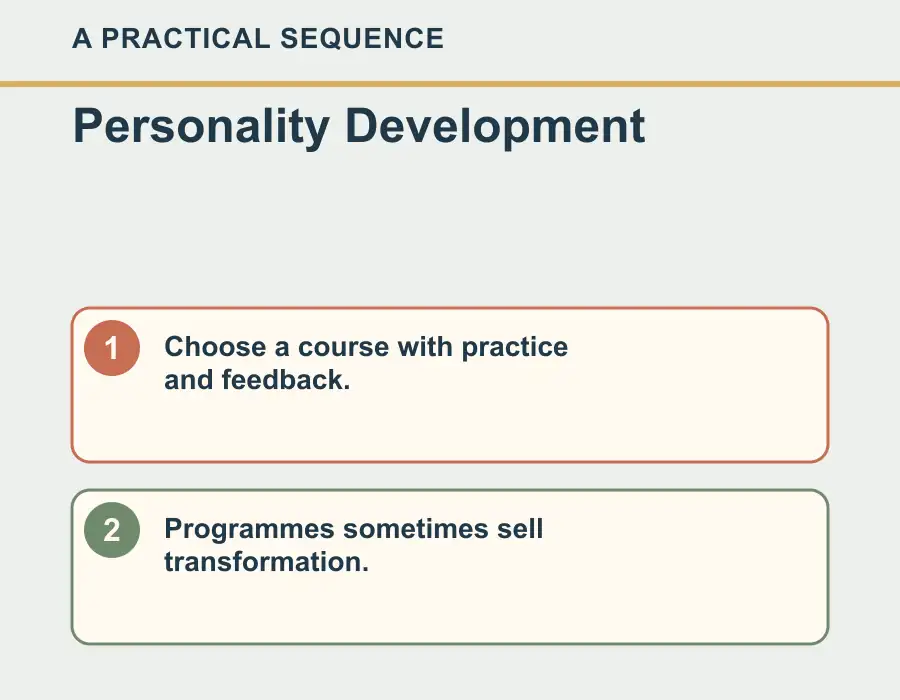 A PRACTICAL SEQUENCE
Personality Development
1
Choose a course with practice
and feedback.
2
Programmes sometimes sell
transformation.